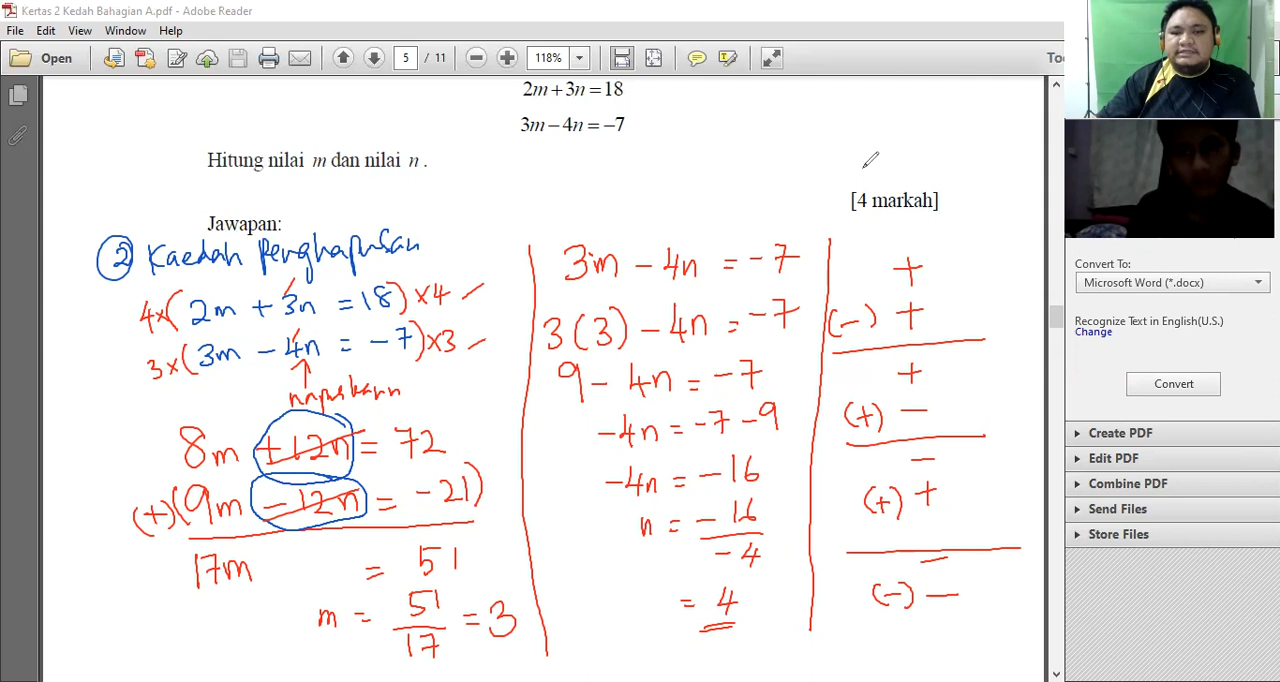 Kertas 2 Kedah Bahagian A.pdf - Adobe Reader
File Edit View Window Help
Open 5 / 11 118%
2m + 3n = 18
3m − 4n = −7
Hitung nilai m dan nilai n .
[4 markah]
Jawapan:
② Kaedah Penghapusan
4×( 2m + 3n = 18 )×4 ✓
3×( 3m − 4n = −7 )×3 ✓
8m +12n = 72
(+)(9m −12n = −21)
17m = 51
m = 51/17 = 3
3m − 4n = −7
3(3) − 4n = −7
9 − 4n = −7
−4n = −7 −9
−4n = −16
n = −16/−4
= 4
+
(−) +
+
(+) −
−
(+) +
−
(−) −
Convert To:
Microsoft Word (*.docx)
Recognize Text in English(U.S.)
Change
Convert
Create PDF
Edit PDF
Combine PDF
Send Files
Store Files